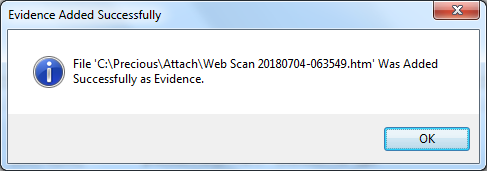 Evidence Added Successfully
File 'C:\Precious\Attach\Web Scan 20180704-063549.htm' Was Added
Successfully as Evidence.
OK